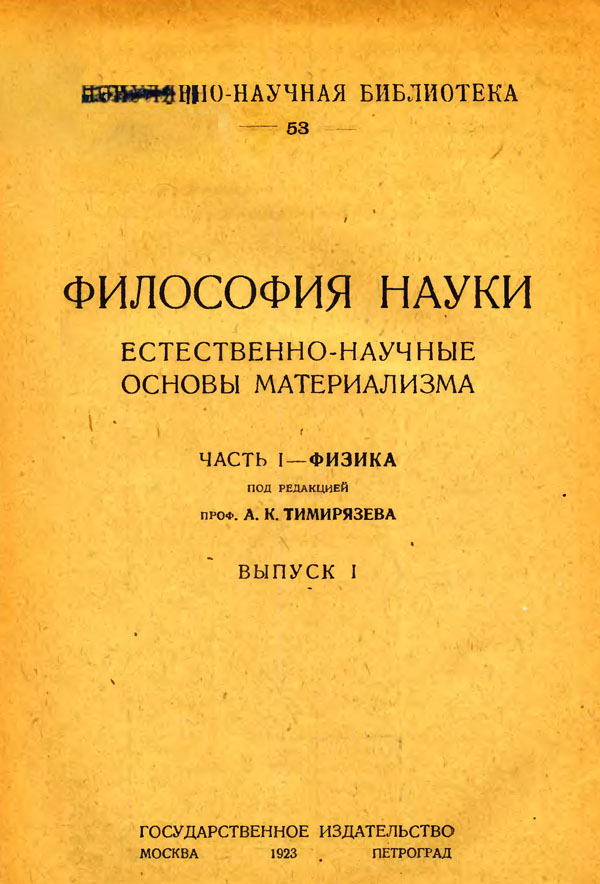 НО-НАУЧНАЯ БИБЛИОТЕКА
53
ФИЛОСОФИЯ НАУКИ
ЕСТЕСТВЕННО-НАУЧНЫЕ
ОСНОВЫ МАТЕРИАЛИЗМА
ЧАСТЬ I—ФИЗИКА
ПОД РЕДАКЦИЕЙ
ПРОФ. А. К. ТИМИРЯЗЕВА
ВЫПУСК I
ГОСУДАРСТВЕННОЕ ИЗДАТЕЛЬСТВО
МОСКВА 1923 ПЕТРОГРАД